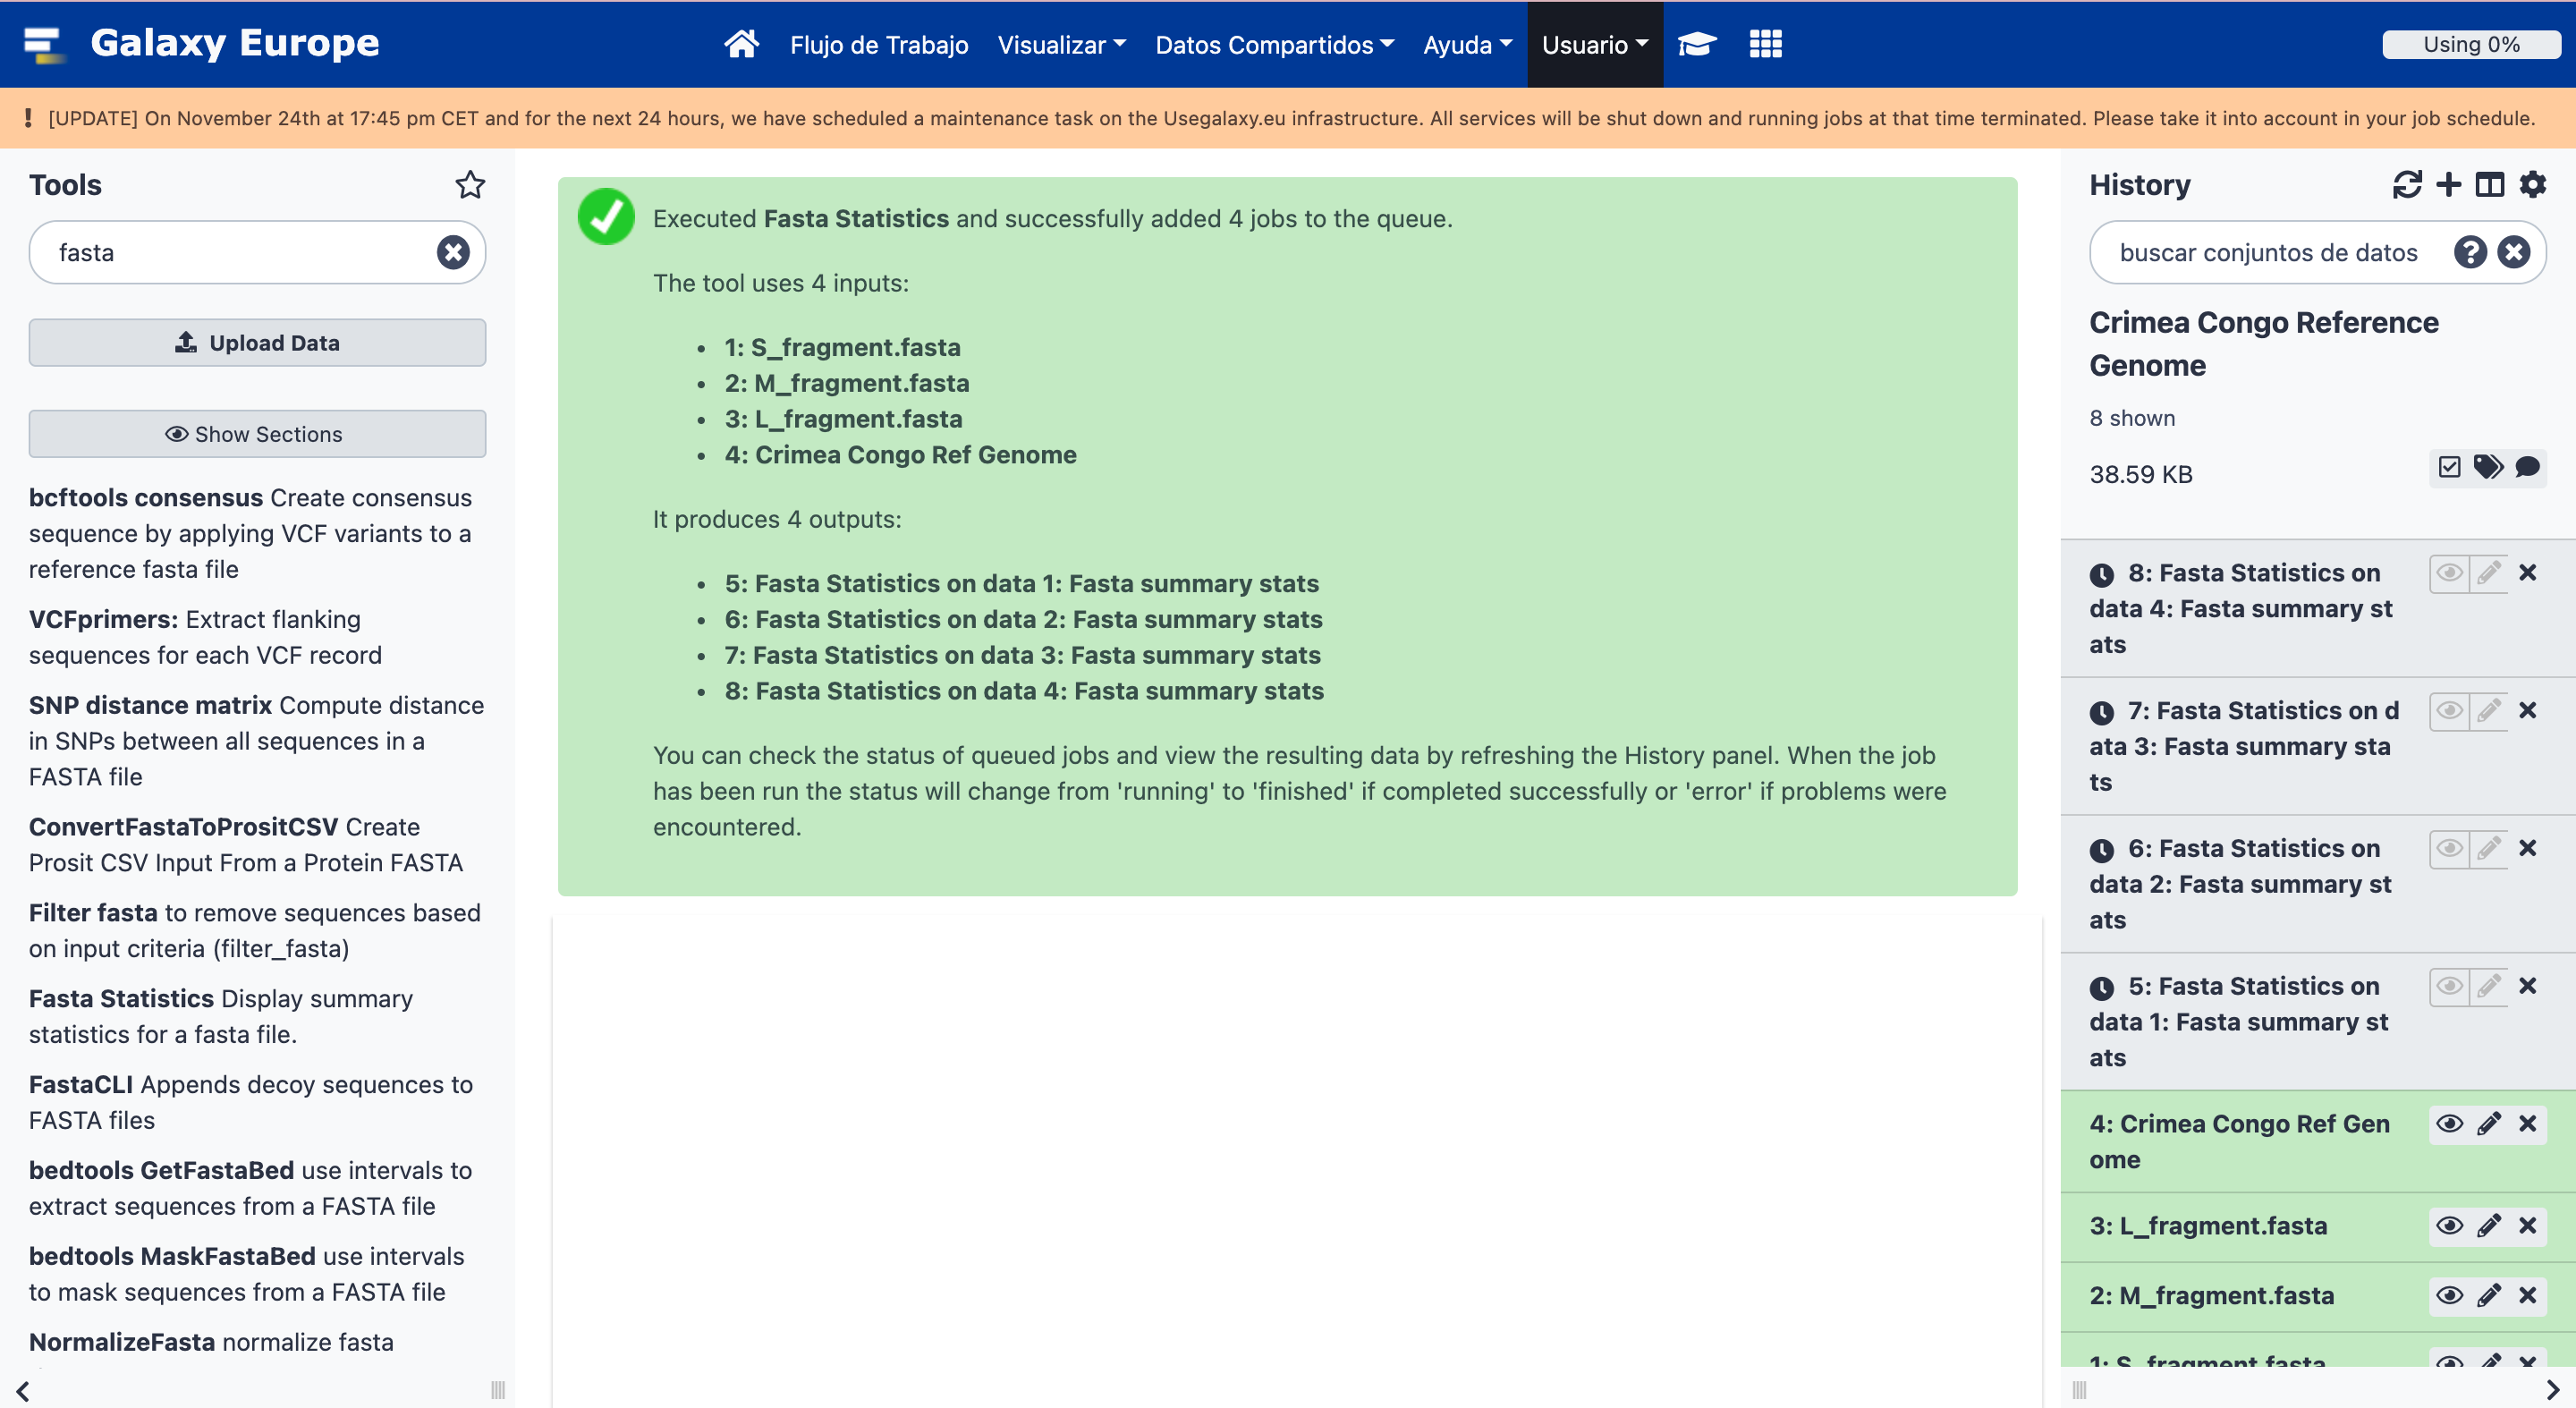 Galaxy Europe
Flujo de Trabajo
Visualizar
Datos Compartidos
Ayuda
Usuario
Using 0%
[UPDATE] On November 24th at 17:45 pm CET and for the next 24 hours, we have scheduled a maintenance task on the Usegalaxy.eu infrastructure. All services will be shut down and running jobs at that time terminated. Please take it into account in your job schedule.
Tools
fasta
Upload Data
Show Sections
bcftools consensus Create consensus
sequence by applying VCF variants to a
reference fasta file
VCFprimers: Extract flanking
sequences for each VCF record
SNP distance matrix Compute distance
in SNPs between all sequences in a
FASTA file
ConvertFastaToPrositCSV Create
Prosit CSV Input From a Protein FASTA
Filter fasta to remove sequences based
on input criteria (filter_fasta)
Fasta Statistics Display summary
statistics for a fasta file.
FastaCLI Appends decoy sequences to
FASTA files
bedtools GetFastaBed use intervals to
extract sequences from a FASTA file
bedtools MaskFastaBed use intervals
to mask sequences from a FASTA file
NormalizeFasta normalize fasta
Executed Fasta Statistics and successfully added 4 jobs to the queue.
The tool uses 4 inputs:
• 1: S_fragment.fasta
• 2: M_fragment.fasta
• 3: L_fragment.fasta
• 4: Crimea Congo Ref Genome
It produces 4 outputs:
• 5: Fasta Statistics on data 1: Fasta summary stats
• 6: Fasta Statistics on data 2: Fasta summary stats
• 7: Fasta Statistics on data 3: Fasta summary stats
• 8: Fasta Statistics on data 4: Fasta summary stats
You can check the status of queued jobs and view the resulting data by refreshing the History panel. When the job
has been run the status will change from 'running' to 'finished' if completed successfully or 'error' if problems were
encountered.
History
buscar conjuntos de datos
Crimea Congo Reference
Genome
8 shown
38.59 KB
8: Fasta Statistics on
data 4: Fasta summary st
ats
7: Fasta Statistics on d
ata 3: Fasta summary sta
ts
6: Fasta Statistics on
data 2: Fasta summary st
ats
5: Fasta Statistics on
data 1: Fasta summary st
ats
4: Crimea Congo Ref Gen
ome
3: L_fragment.fasta
2: M_fragment.fasta
1: S_fragment.fasta